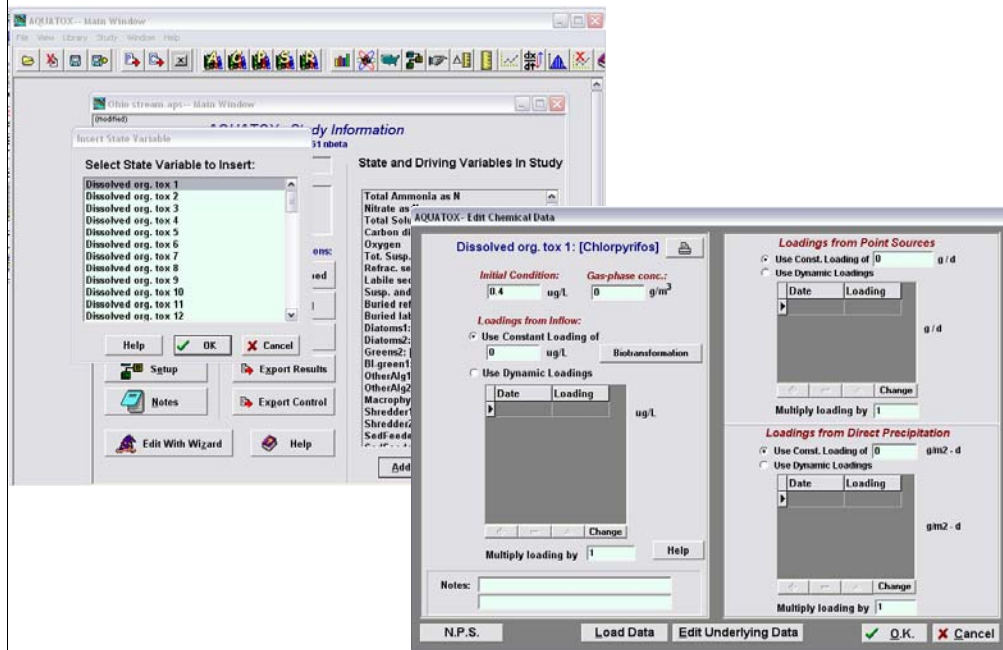 AQUATOX-- Main Window
File View Library Study Window Help
Ohio stream.aps-- Main Window
(modified)
AQUATOX- Study Information
Insert State Variable
Select State Variable to Insert:
Dissolved org. tox 1
Dissolved org. tox 2
Dissolved org. tox 3
Dissolved org. tox 4
Dissolved org. tox 5
Dissolved org. tox 6
Dissolved org. tox 7
Dissolved org. tox 8
Dissolved org. tox 9
Dissolved org. tox 10
Dissolved org. tox 11
Dissolved org. tox 12
Help OK Cancel
Setup Export Results
Notes Export Control
Edit With Wizard Help
State and Driving Variables In Study
Total Ammonia as N
Nitrate as N
Total Solu
Carbon di
Oxygen
Tot. Susp.
Refrac. se
Labile sed
Susp. and
Buried ref
Buried lab
Diatoms1:
Diatoms2:
Greens2: [
Bl.green1:
OtherAlg1
OtherAlg2
Macrophy
Shredder1
Shredder2
SedFeede
Add
AQUATOX- Edit Chemical Data
Dissolved org. tox 1: [Chlorpyrifos]
Initial Condition: Gas-phase conc.:
0.4 ug/L 0 g/m3
Loadings from Inflow:
Use Constant Loading of
0 ug/L Biotransformation
Use Dynamic Loadings
Date Loading
ug/L
Change
Multiply loading by 1 Help
Notes:
Loadings from Point Sources
Use Const. Loading of 0 g / d
Use Dynamic Loadings
Date Loading
g / d
Change
Multiply loading by 1
Loadings from Direct Precipitation
Use Const. Loading of 0 g/m2 - d
Use Dynamic Loadings
Date Loading
g/m2 - d
Change
Multiply loading by 1
N.P.S. Load Data Edit Underlying Data O.K. Cancel